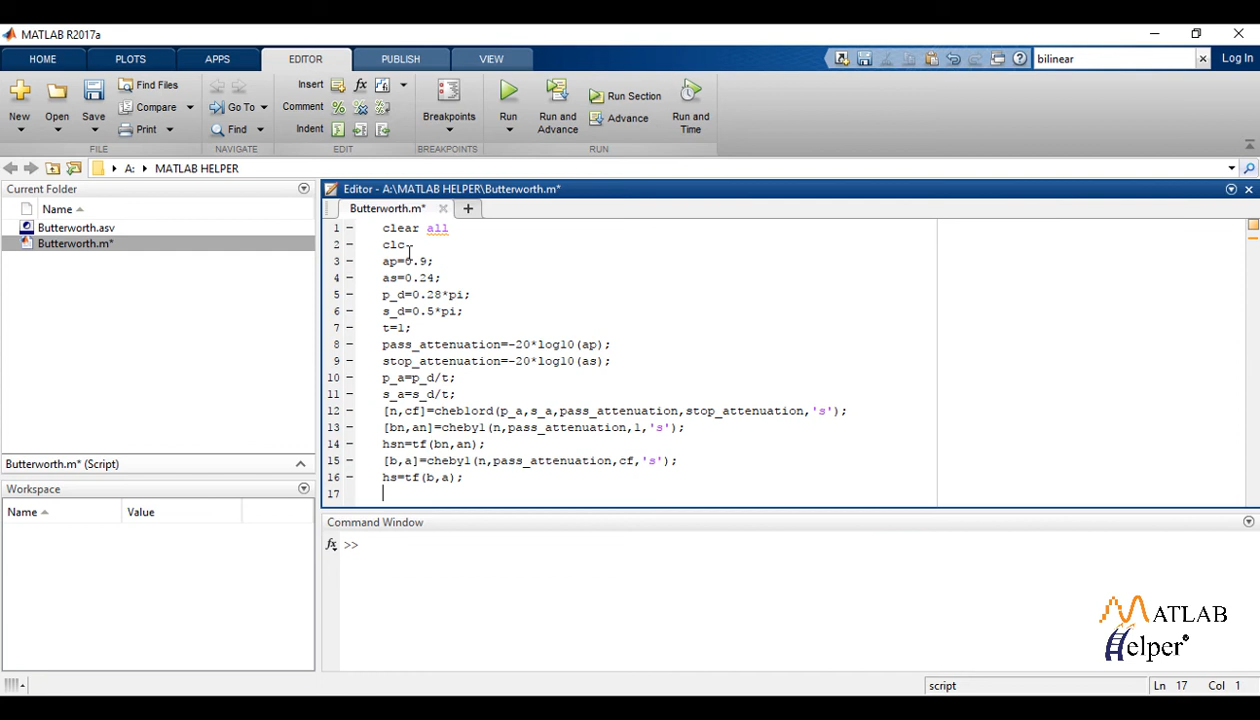 MATLAB R2017a
HOME PLOTS APPS EDITOR PUBLISH VIEW bilinear Log In
New Open Save Find Files Compare Print
Go To Find
Insert fx
Comment
Indent
Breakpoints
Run Run and Advance Run Section Advance Run and Time
FILE NAVIGATE EDIT BREAKPOINTS RUN
A: MATLAB HELPER
Current Folder
Name
Butterworth.asv
Butterworth.m*
Butterworth.m* (Script)
Workspace
Name Value
Editor - A:\MATLAB HELPER\Butterworth.m*
Butterworth.m*
1 clear all
2 clc
3 ap=0.9;
4 as=0.24;
5 p_d=0.28*pi;
6 s_d=0.5*pi;
7 t=1;
8 pass_attenuation=-20*log10(ap);
9 stop_attenuation=-20*log10(as);
10 p_a=p_d/t;
11 s_a=s_d/t;
12 [n,cf]=cheb1ord(p_a,s_a,pass_attenuation,stop_attenuation,'s');
13 [bn,an]=cheby1(n,pass_attenuation,1,'s');
14 hsn=tf(bn,an);
15 [b,a]=cheby1(n,pass_attenuation,cf,'s');
16 hs=tf(b,a);
17
Command Window
fx >>
MATLAB
Helper®
script Ln 17 Col 1